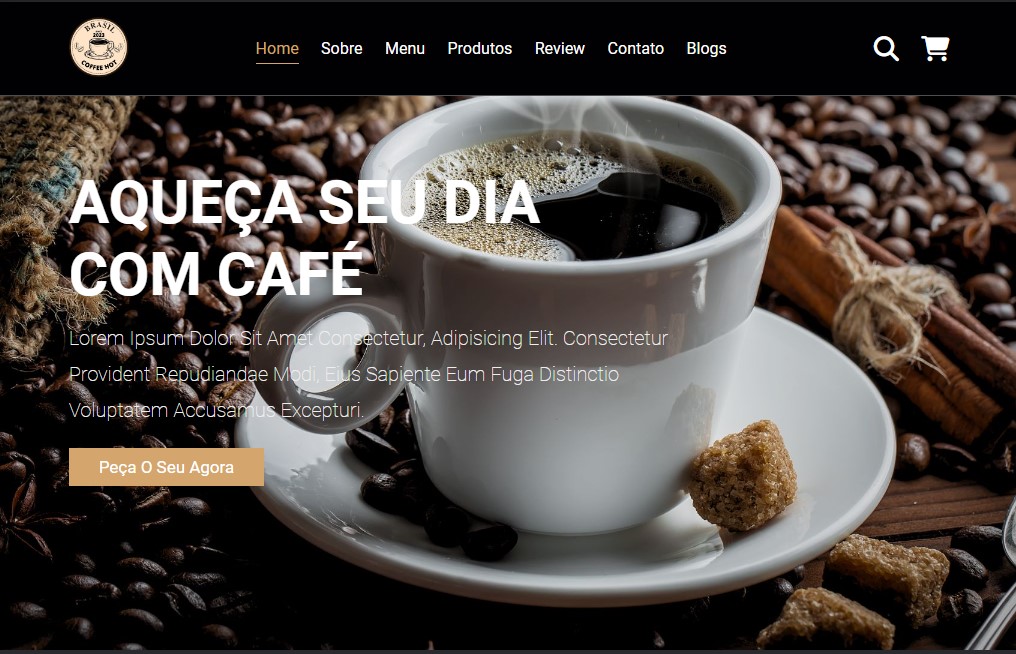 BRASIL
2023
COFFEE HOT
Home Sobre Menu Produtos Review Contato Blogs
AQUEÇA SEU DIA
COM CAFÉ
Lorem Ipsum Dolor Sit Amet Consectetur, Adipisicing Elit. Consectetur
Provident Repudiandae Modi, Eius Sapiente Eum Fuga Distinctio
Voluptatem Accusamus Excepturi.
Peça O Seu Agora